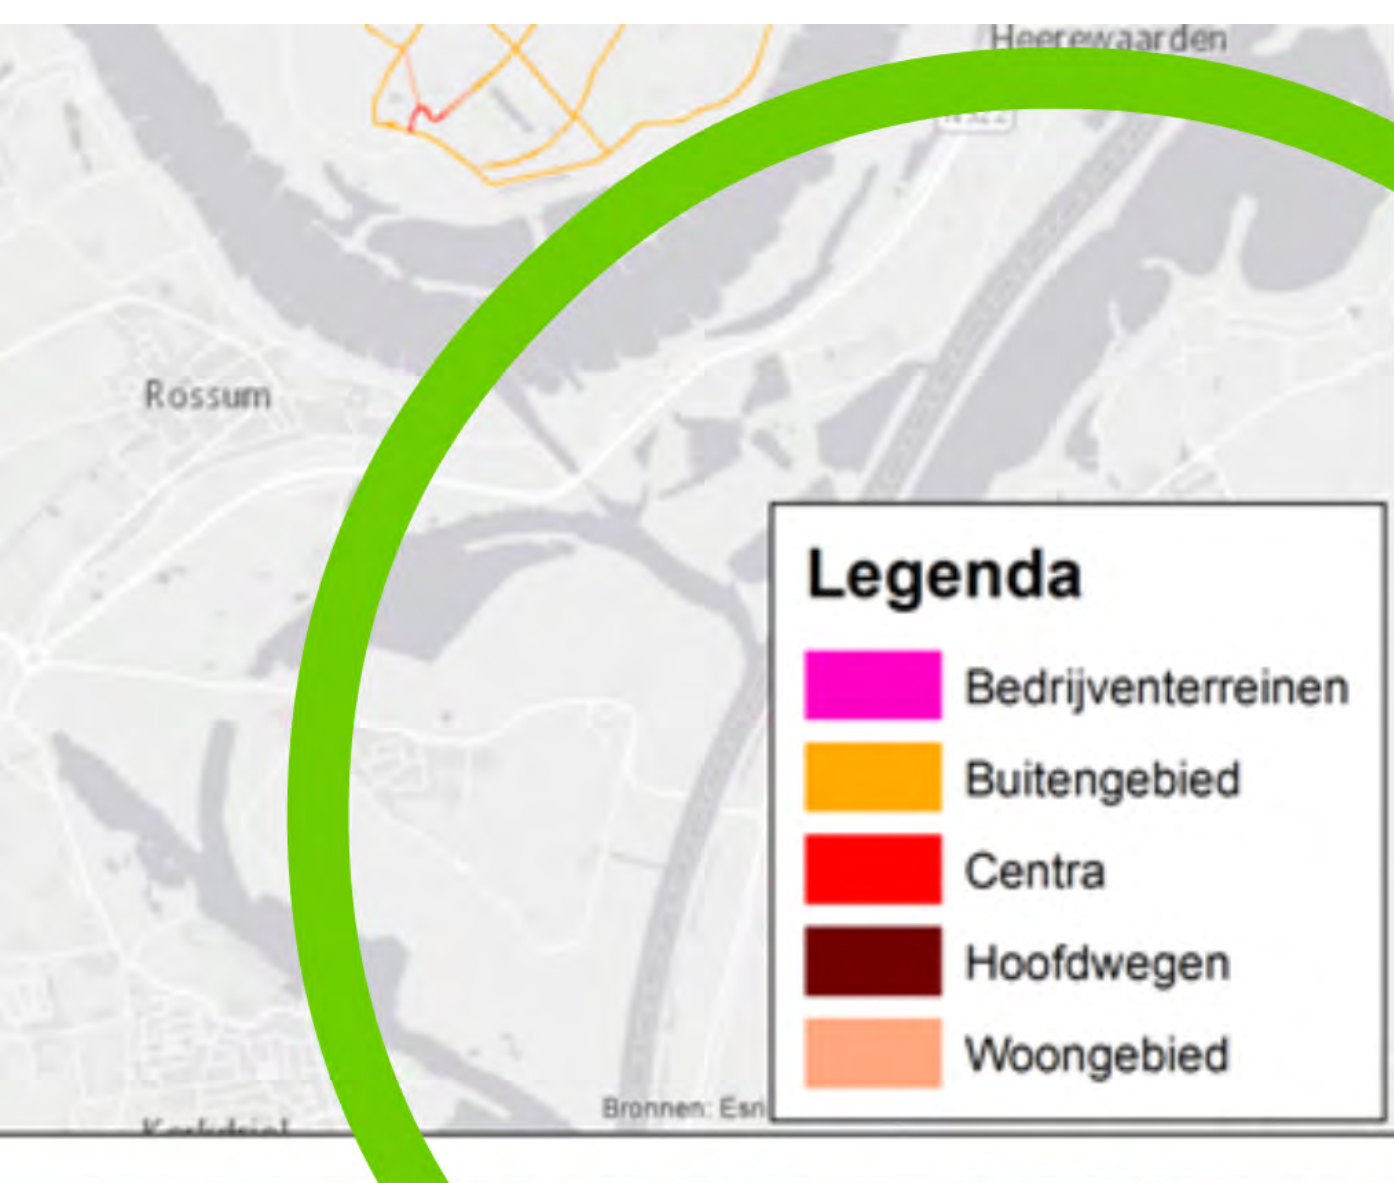 Heerewaarden
Rossum
Legenda
Bedrijventerreinen
Buitengebied
Centra
Hoofdwegen
Woongebied
Bronnen: Esri